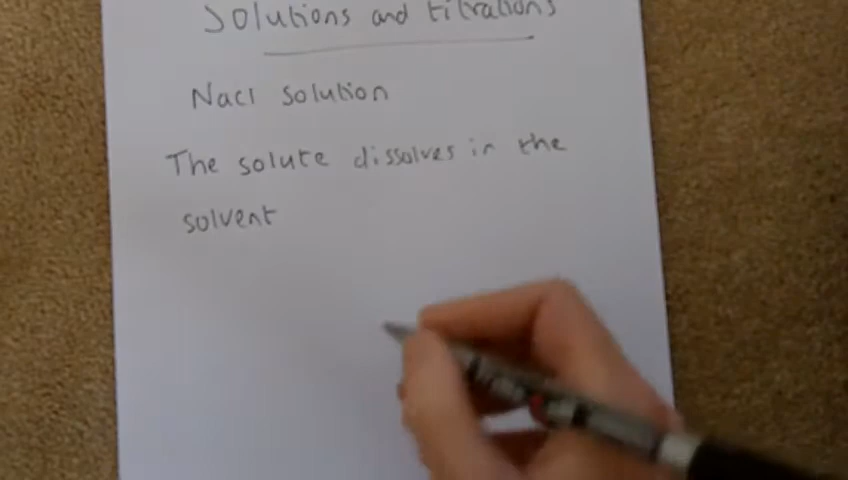 Solutions and titrations
Nacl solution
The solute dissolves in the
solvent